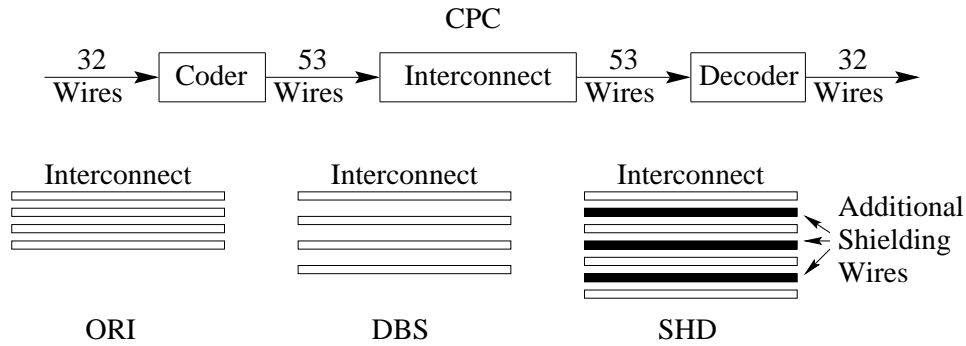 CPC
32 Wires
Coder
53 Wires
Interconnect
53 Wires
Decoder
32 Wires
Interconnect
Interconnect
Interconnect
Additional
Shielding
Wires
ORI
DBS
SHD